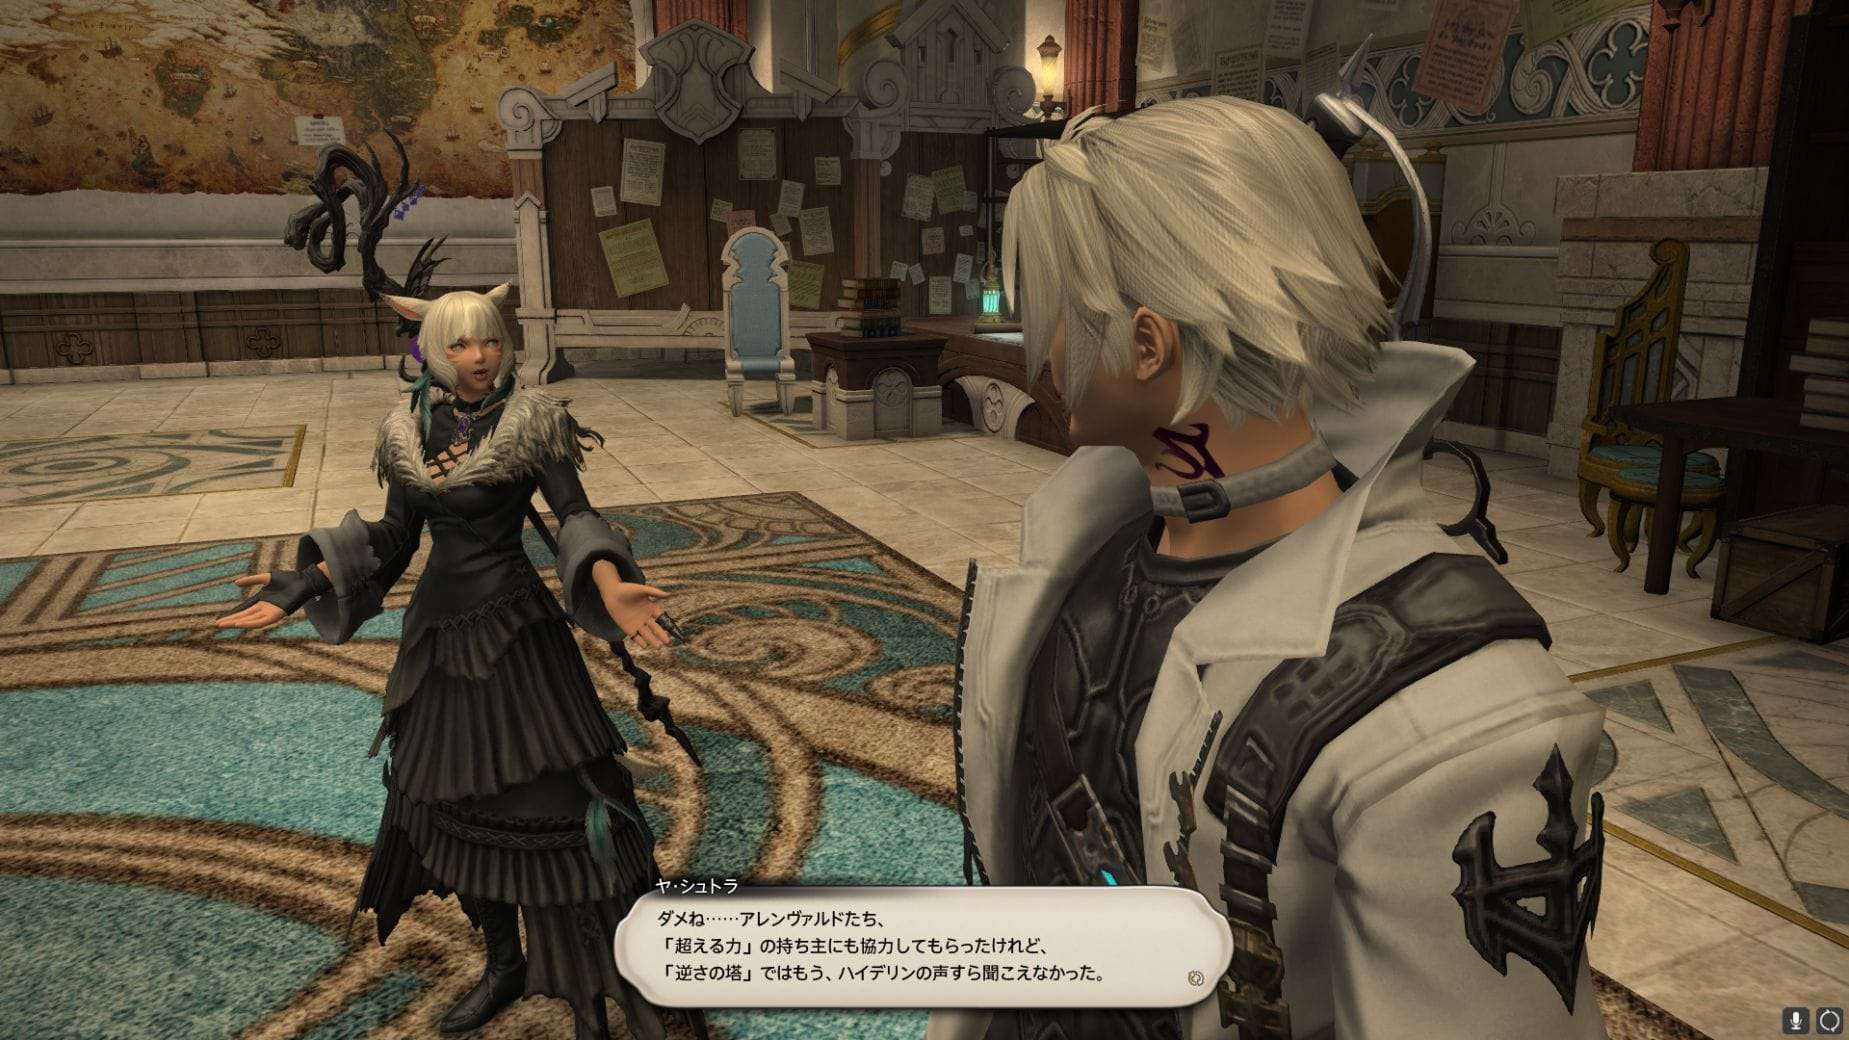 ヤ・シュトラ
ダメね……アレンヴァルドたち、
「超える力」の持ち主にも協力してもらったけれど、
「逆さの塔」ではもう、ハイデリンの声すら聞こえなかった。